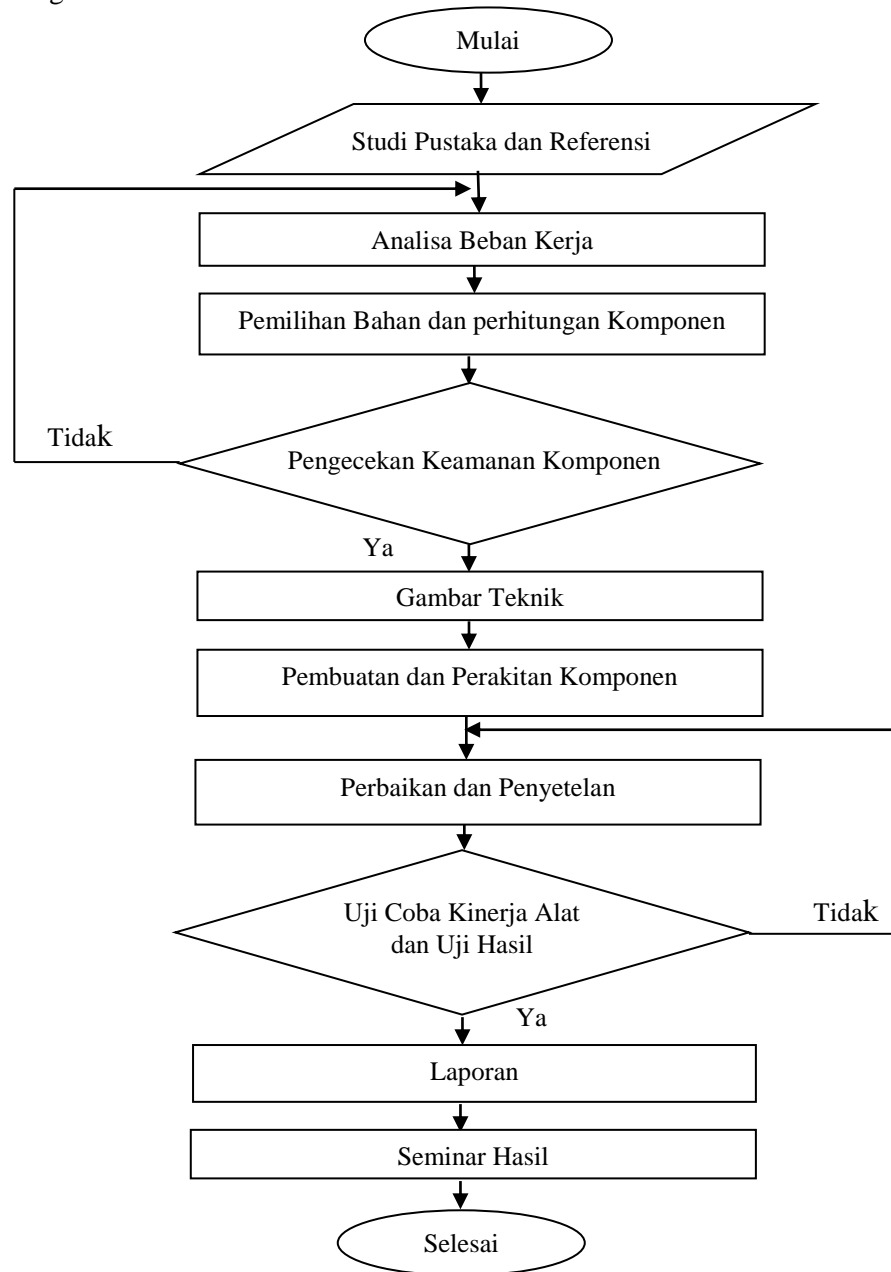 Mulai
Studi Pustaka dan Referensi
Analisa Beban Kerja
Pemilihan Bahan dan perhitungan Komponen
Tidak
Pengecekan Keamanan Komponen
Ya
Gambar Teknik
Pembuatan dan Perakitan Komponen
Perbaikan dan Penyetelan
Uji Coba Kinerja Alat
dan Uji Hasil
Tidak
Ya
Laporan
Seminar Hasil
Selesai